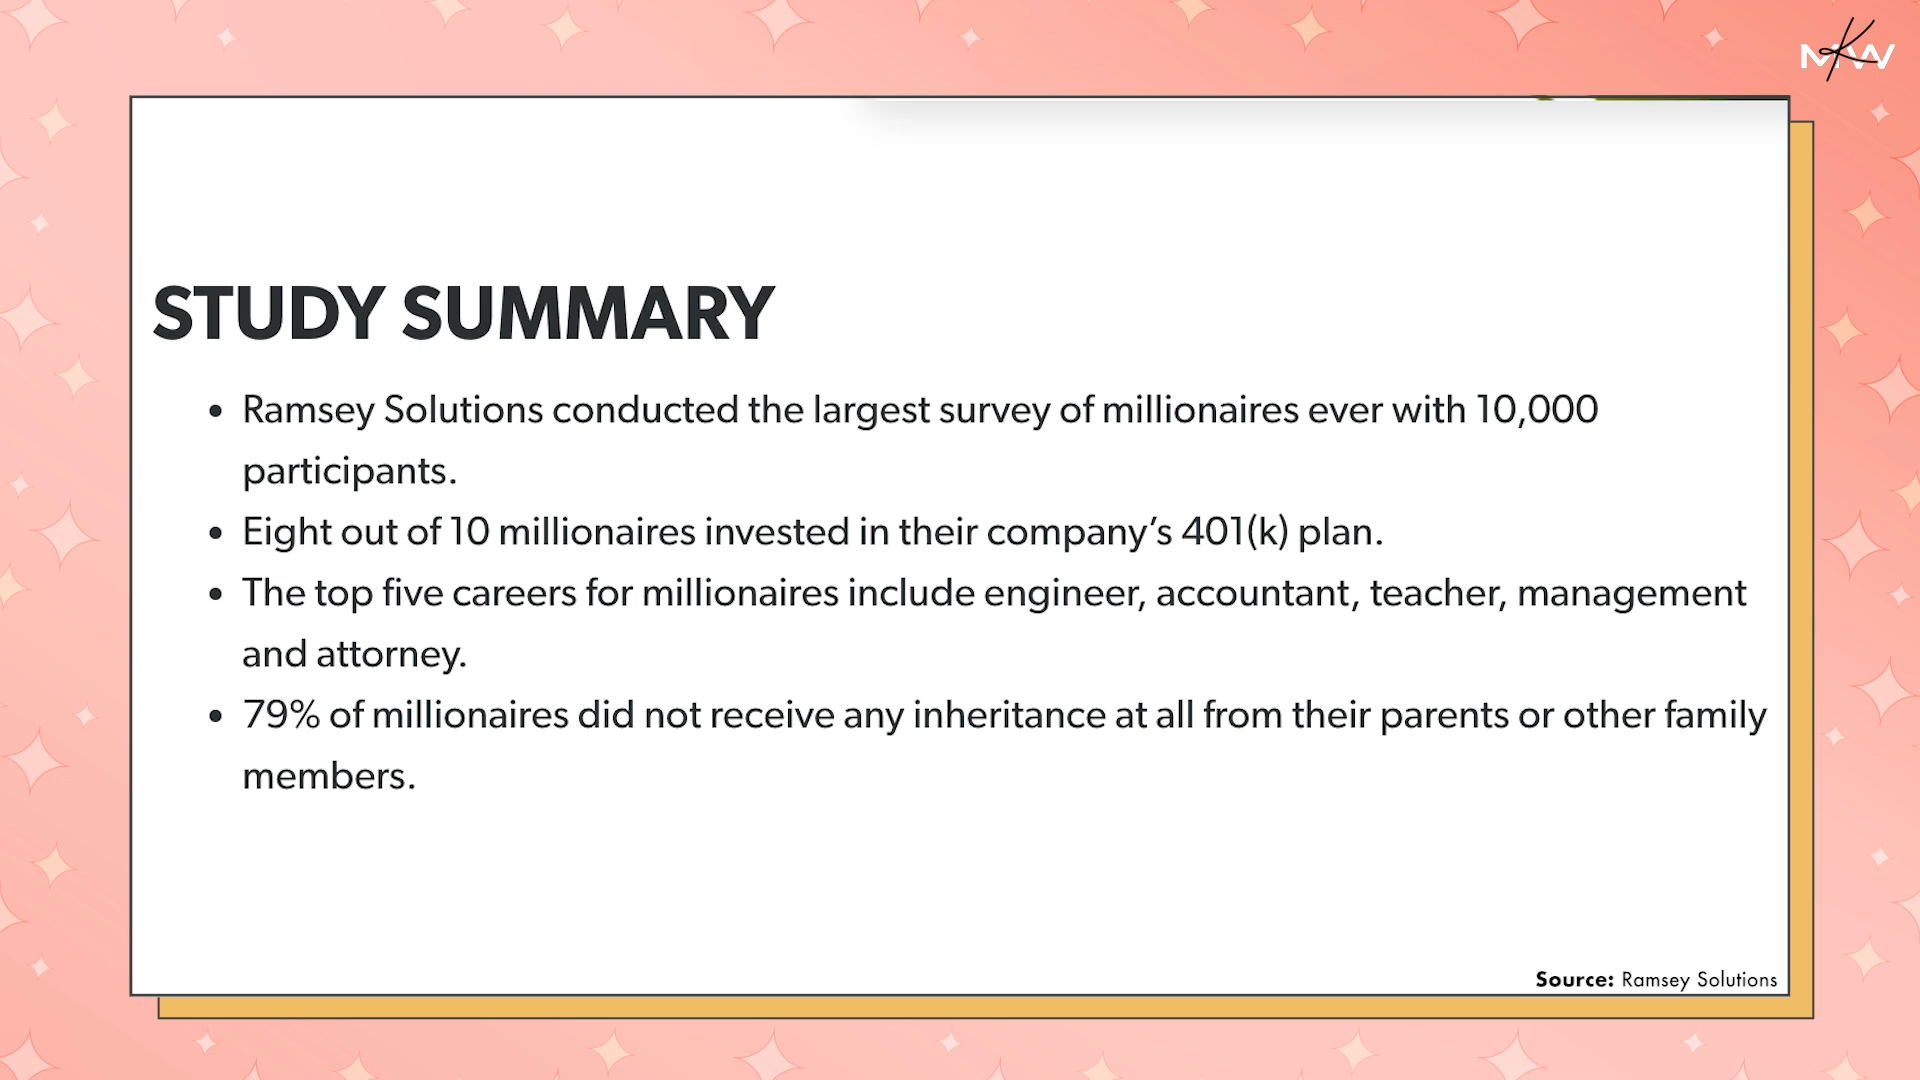 MKW
STUDY SUMMARY
• Ramsey Solutions conducted the largest survey of millionaires ever with 10,000
participants.
• Eight out of 10 millionaires invested in their company’s 401(k) plan.
• The top five careers for millionaires include engineer, accountant, teacher, management
and attorney.
• 79% of millionaires did not receive any inheritance at all from their parents or other family
members.
Source: Ramsey Solutions